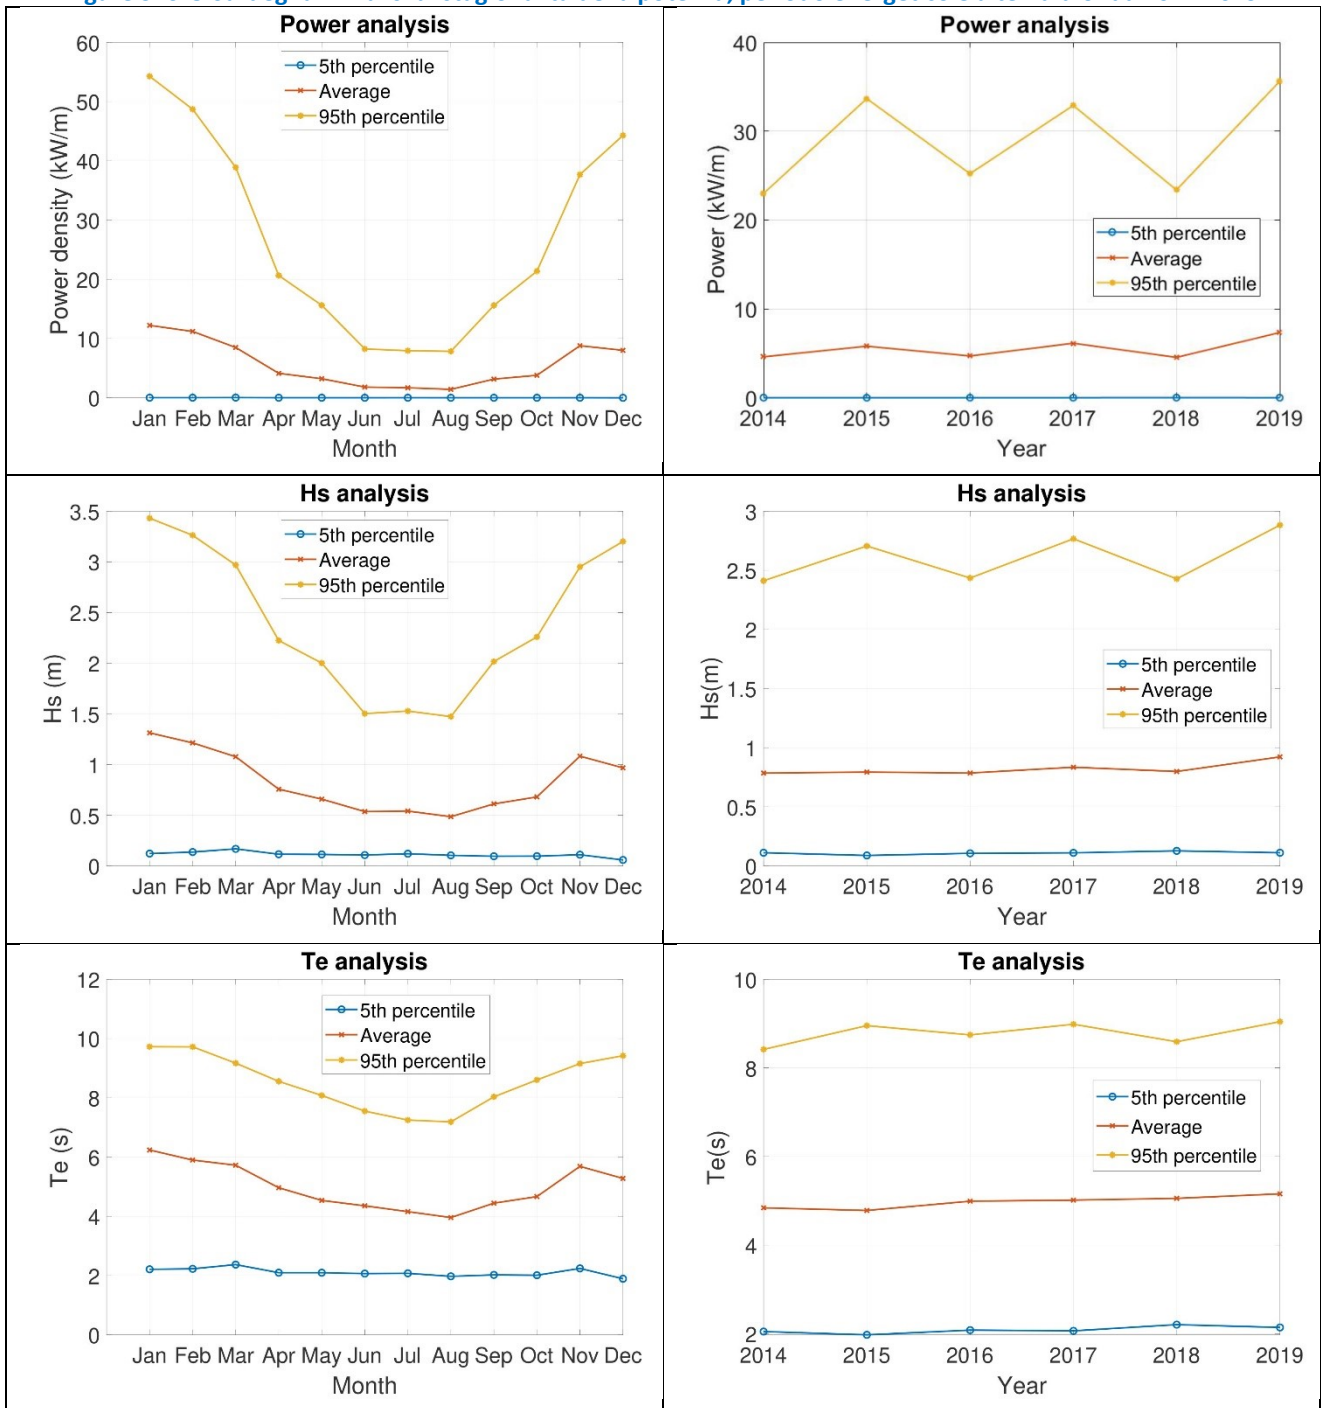 Power analysis
60
50
40
30
20
10
0
Power density (kW/m)
5th percentile
Average
95th percentile
Jan Feb Mar Apr May Jun Jul Aug Sep Oct Nov Dec
Month
Power analysis
40
30
20
10
0
Power (kW/m)
5th percentile
Average
95th percentile
2014 2015 2016 2017 2018 2019
Year
Hs analysis
3.5
3
2.5
2
1.5
1
0.5
0
Hs (m)
5th percentile
Average
95th percentile
Jan Feb Mar Apr May Jun Jul Aug Sep Oct Nov Dec
Month
Hs analysis
3
2.5
2
1.5
1
0.5
0
Hs(m)
5th percentile
Average
95th percentile
2014 2015 2016 2017 2018 2019
Year
Te analysis
12
10
8
6
4
2
0
Te (s)
5th percentile
Average
95th percentile
Jan Feb Mar Apr May Jun Jul Aug Sep Oct Nov Dec
Month
Te analysis
10
8
6
4
2
Te(s)
5th percentile
Average
95th percentile
2014 2015 2016 2017 2018 2019
Year